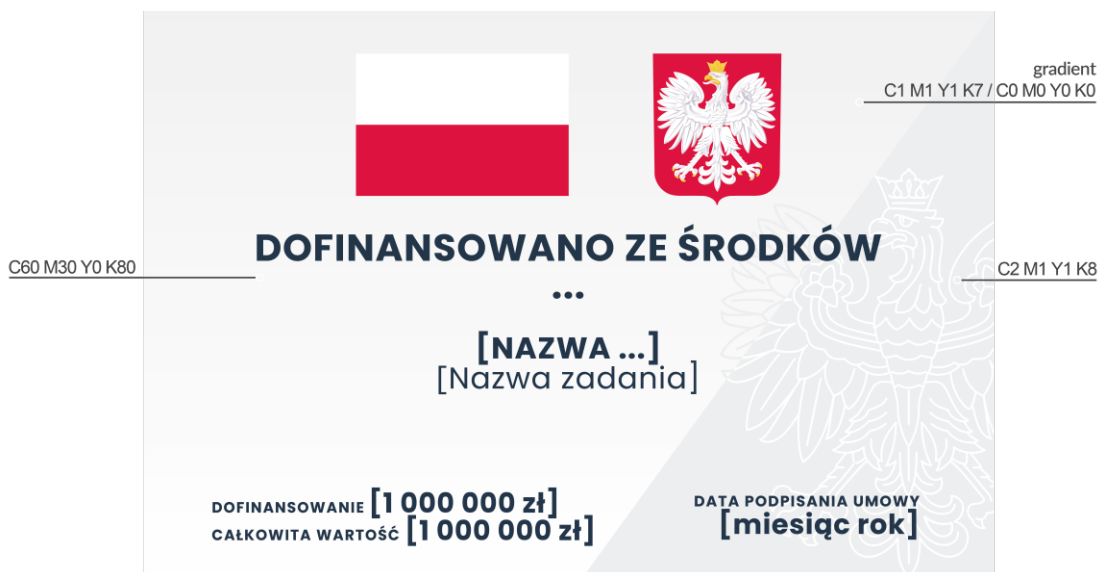 gradient
C1 M1 Y1 K7 / C0 M0 Y0 K0
DOFINANSOWANO ZE ŚRODKÓW
C60 M30 Y0 K80
C2 M1 Y1 K8
...
[NAZWA ...]
[Nazwa zadania]
DOFINANSOWANIE [1 000 000 zł]
CAŁKOWITA WARTOŚĆ [1 000 000 zł]
DATA PODPISANIA UMOWY
[miesiąc rok]